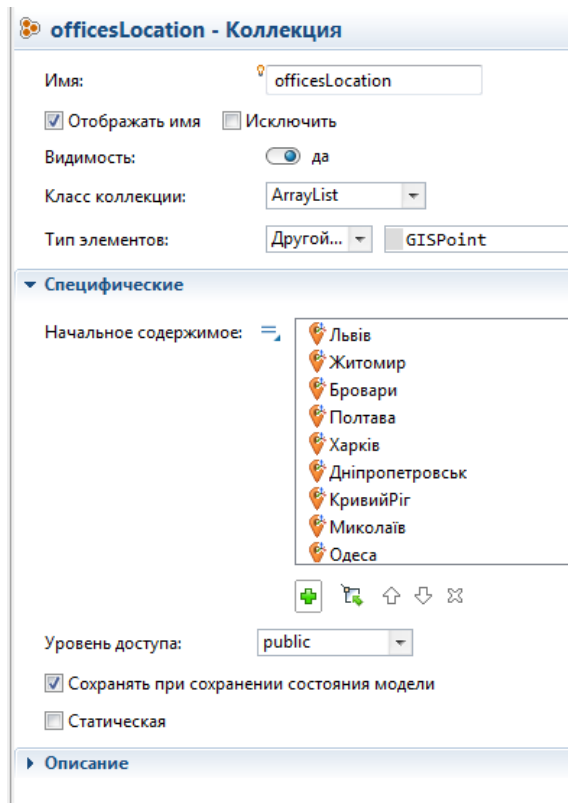 officesLocation - Коллекция
Имя: officesLocation
Отображать имя Исключить
Видимость: да
Класс коллекции: ArrayList
Тип элементов: Другой... GISPoint
Специфические
Начальное содержимое: Львів
Житомир
Бровари
Полтава
Харків
Дніпропетровськ
КривийРіг
Миколаїв
Одеса
Уровень доступа: public
Сохранять при сохранении состояния модели
Статическая
Описание